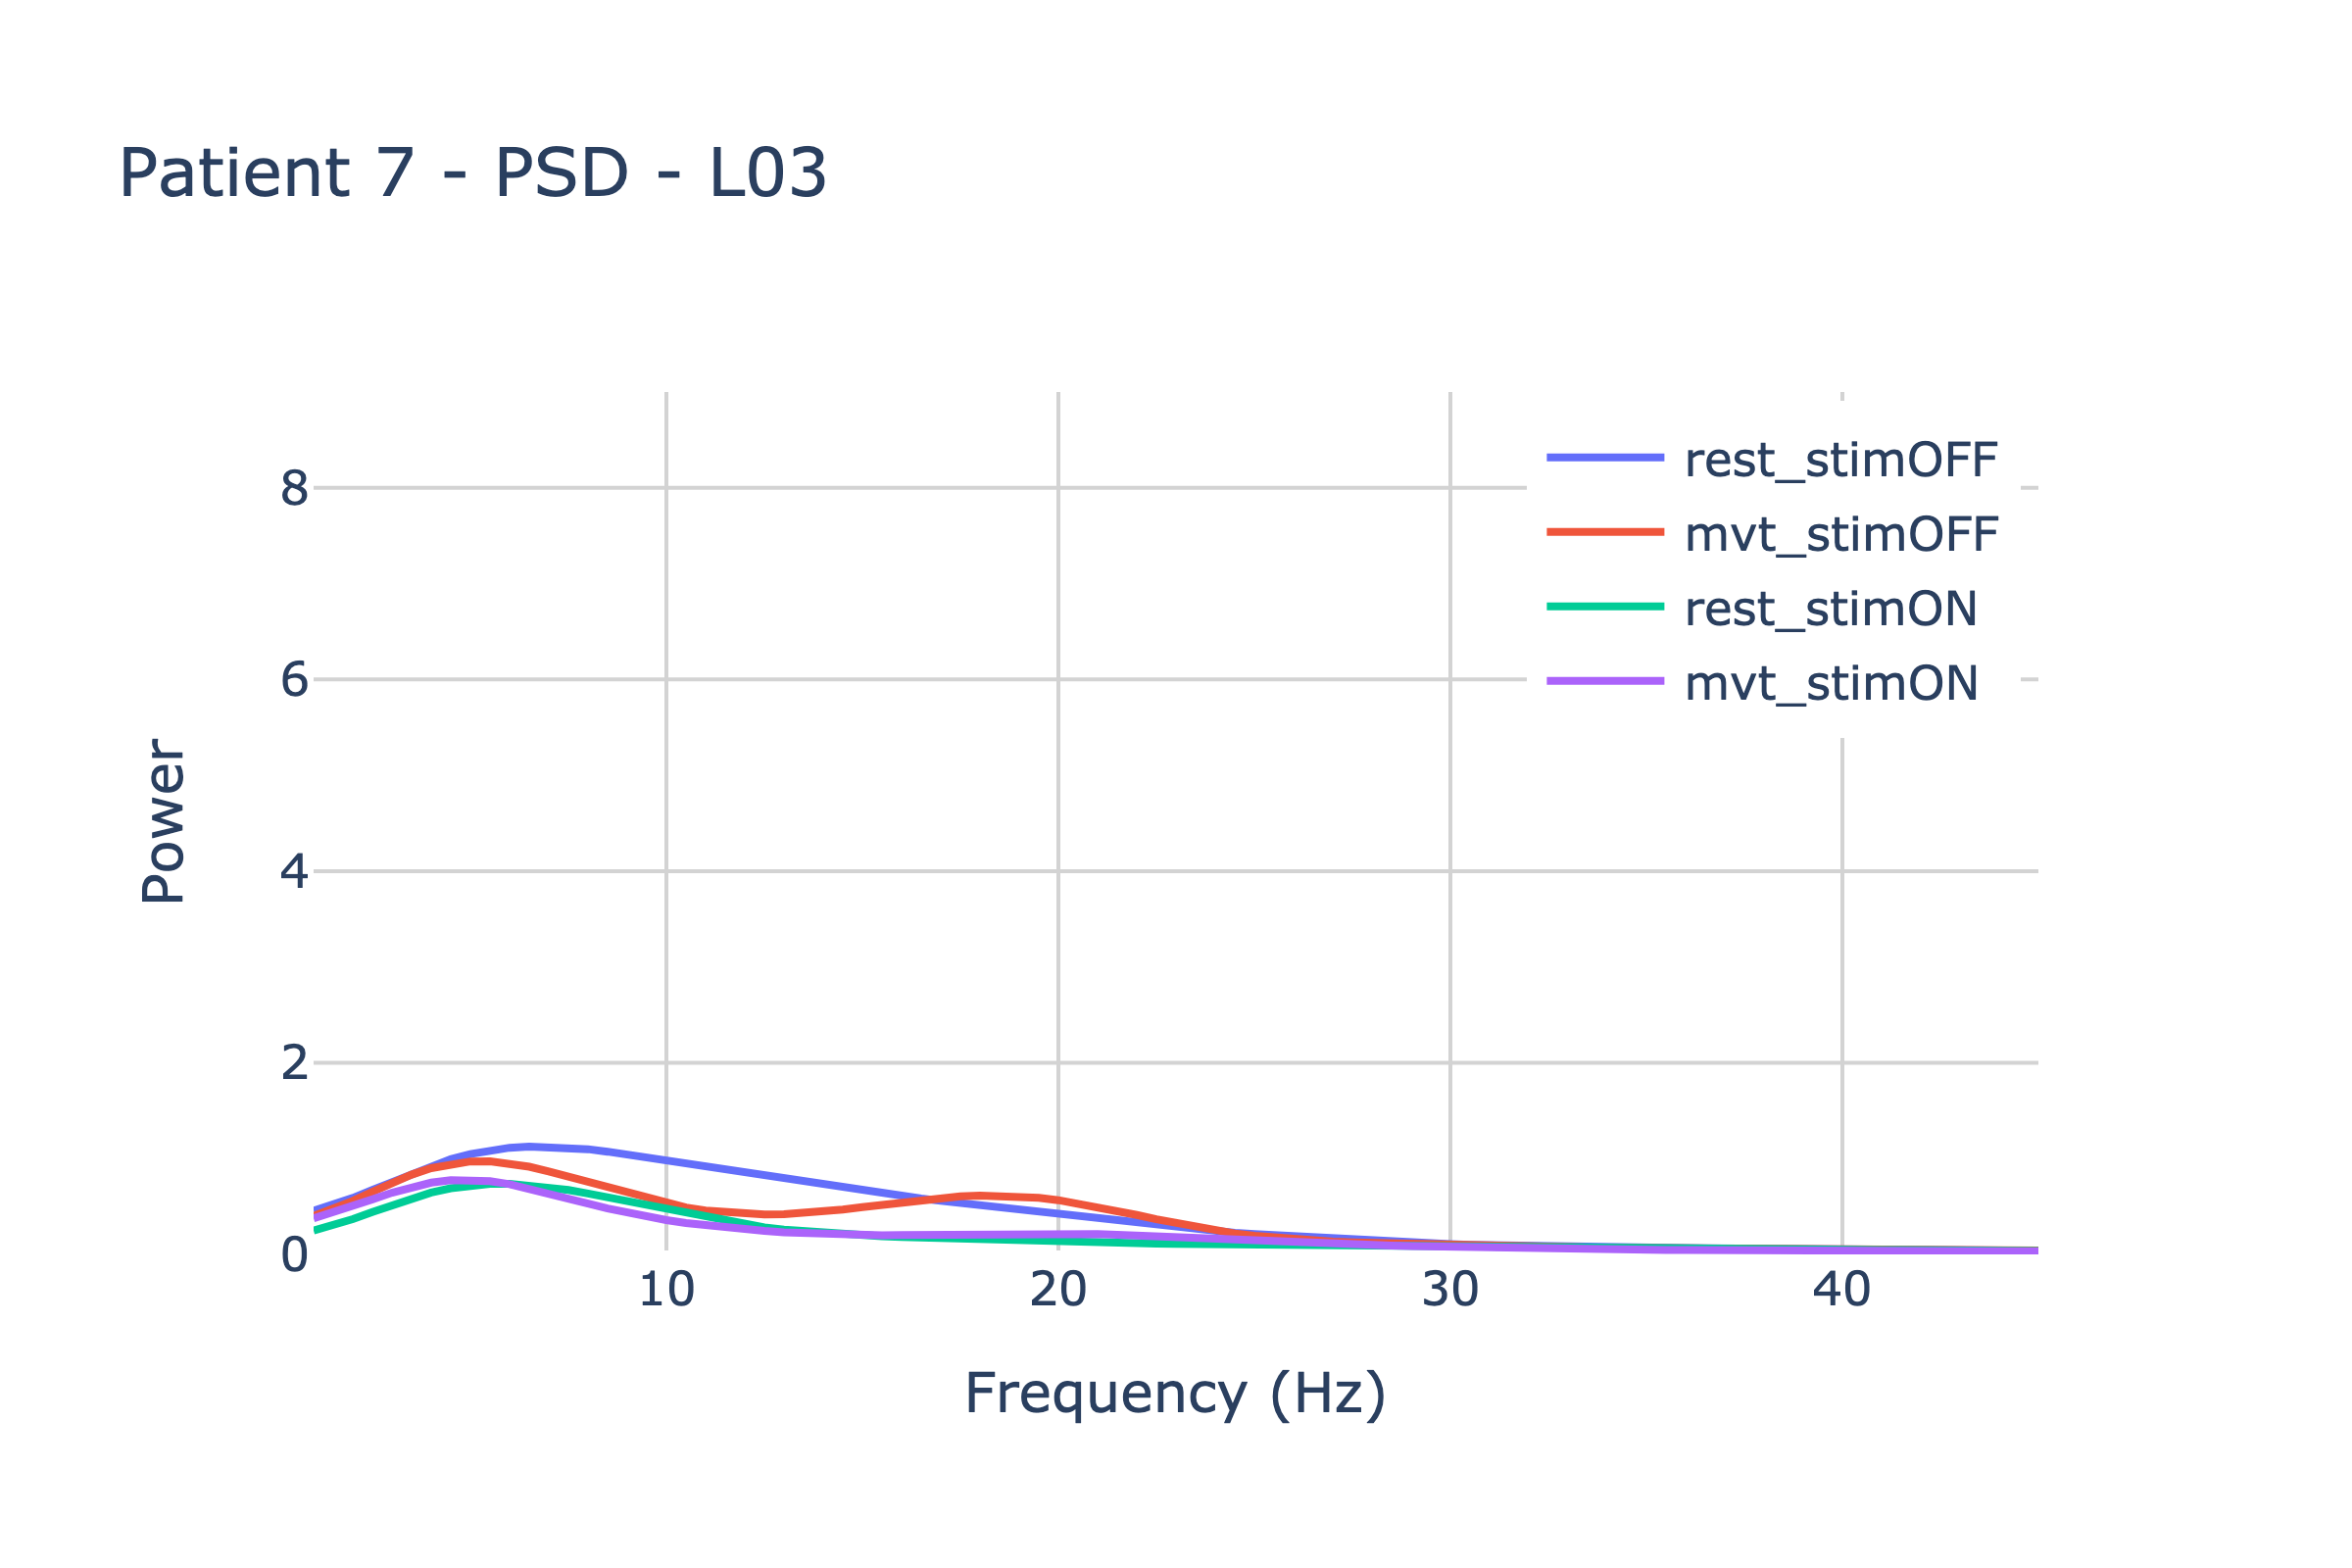 Patient 7 - PSD - L03
rest_stimOFF
mvt_stimOFF
rest_stimON
mvt_stimON
8
6
4
2
0
Power
10 20 30 40
Frequency (Hz)